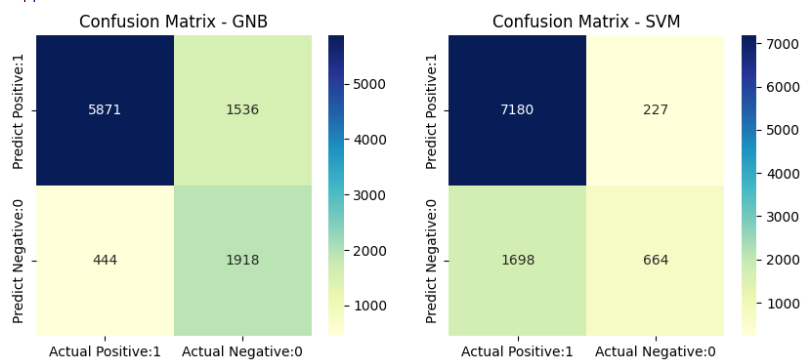 Confusion Matrix - GNB
Predict Positive:1
Predict Negative:0
5871
1536
444
1918
Actual Positive:1
Actual Negative:0
5000
4000
3000
2000
1000
Confusion Matrix - SVM
Predict Positive:1
Predict Negative:0
7180
227
1698
664
Actual Positive:1
Actual Negative:0
7000
6000
5000
4000
3000
2000
1000